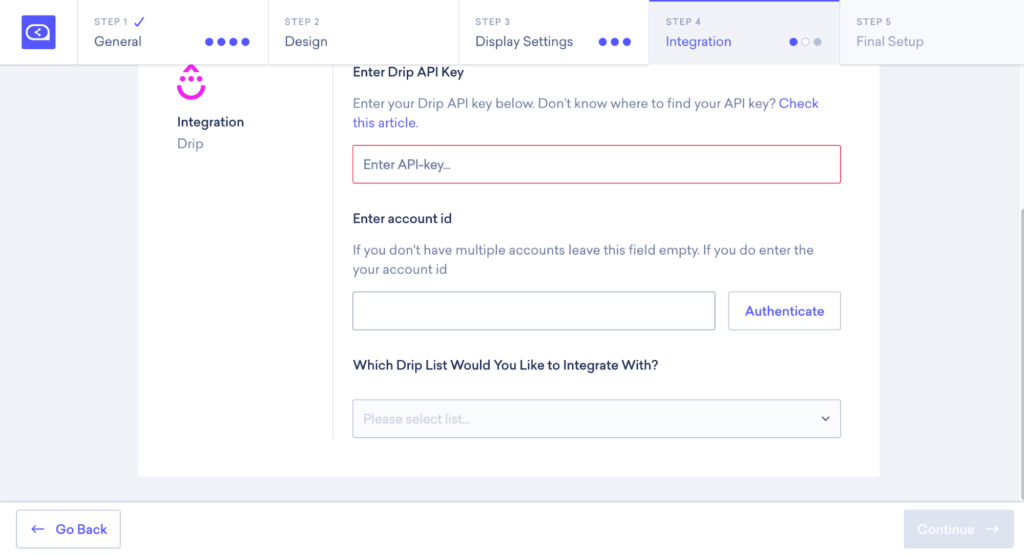 STEP 1
General
STEP 2
Design
STEP 3
Display Settings
STEP 4
Integration
STEP 5
Final Setup
Integration
Drip
Enter Drip API Key
Enter your Drip API key below. Don't know where to find your API key? Check
this article.
Enter API-key...
Enter account id
If you don't have multiple accounts leave this field empty. If you do enter the
your account id
Authenticate
Which Drip List Would You Like to Integrate With?
Please select list...
Go Back
Continue